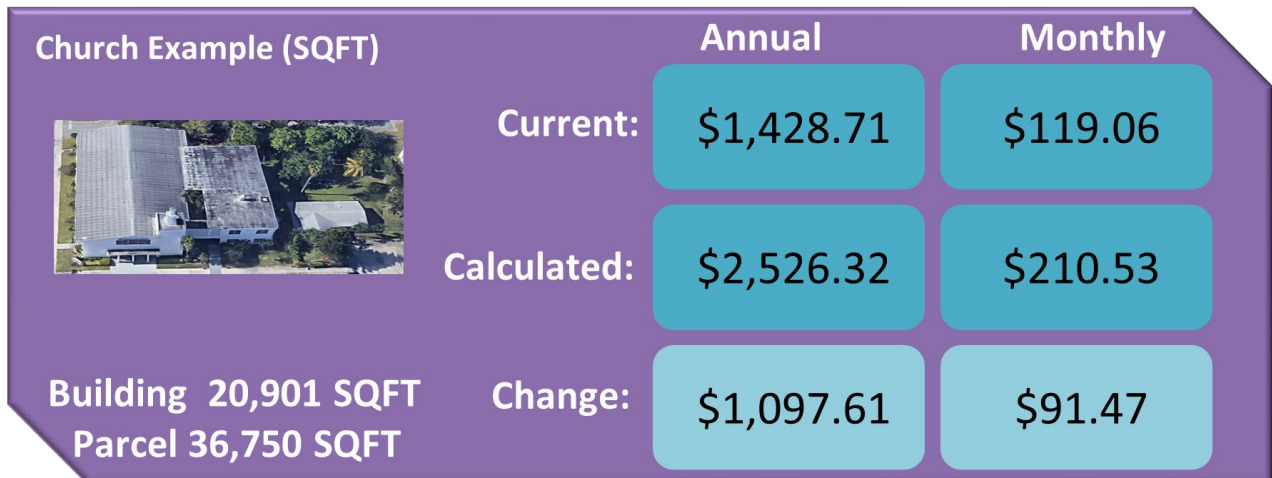 Church Example (SQFT)
Annual Monthly
Current: $1,428.71 $119.06
Calculated: $2,526.32 $210.53
Change: $1,097.61 $91.47
Building 20,901 SQFT
Parcel 36,750 SQFT